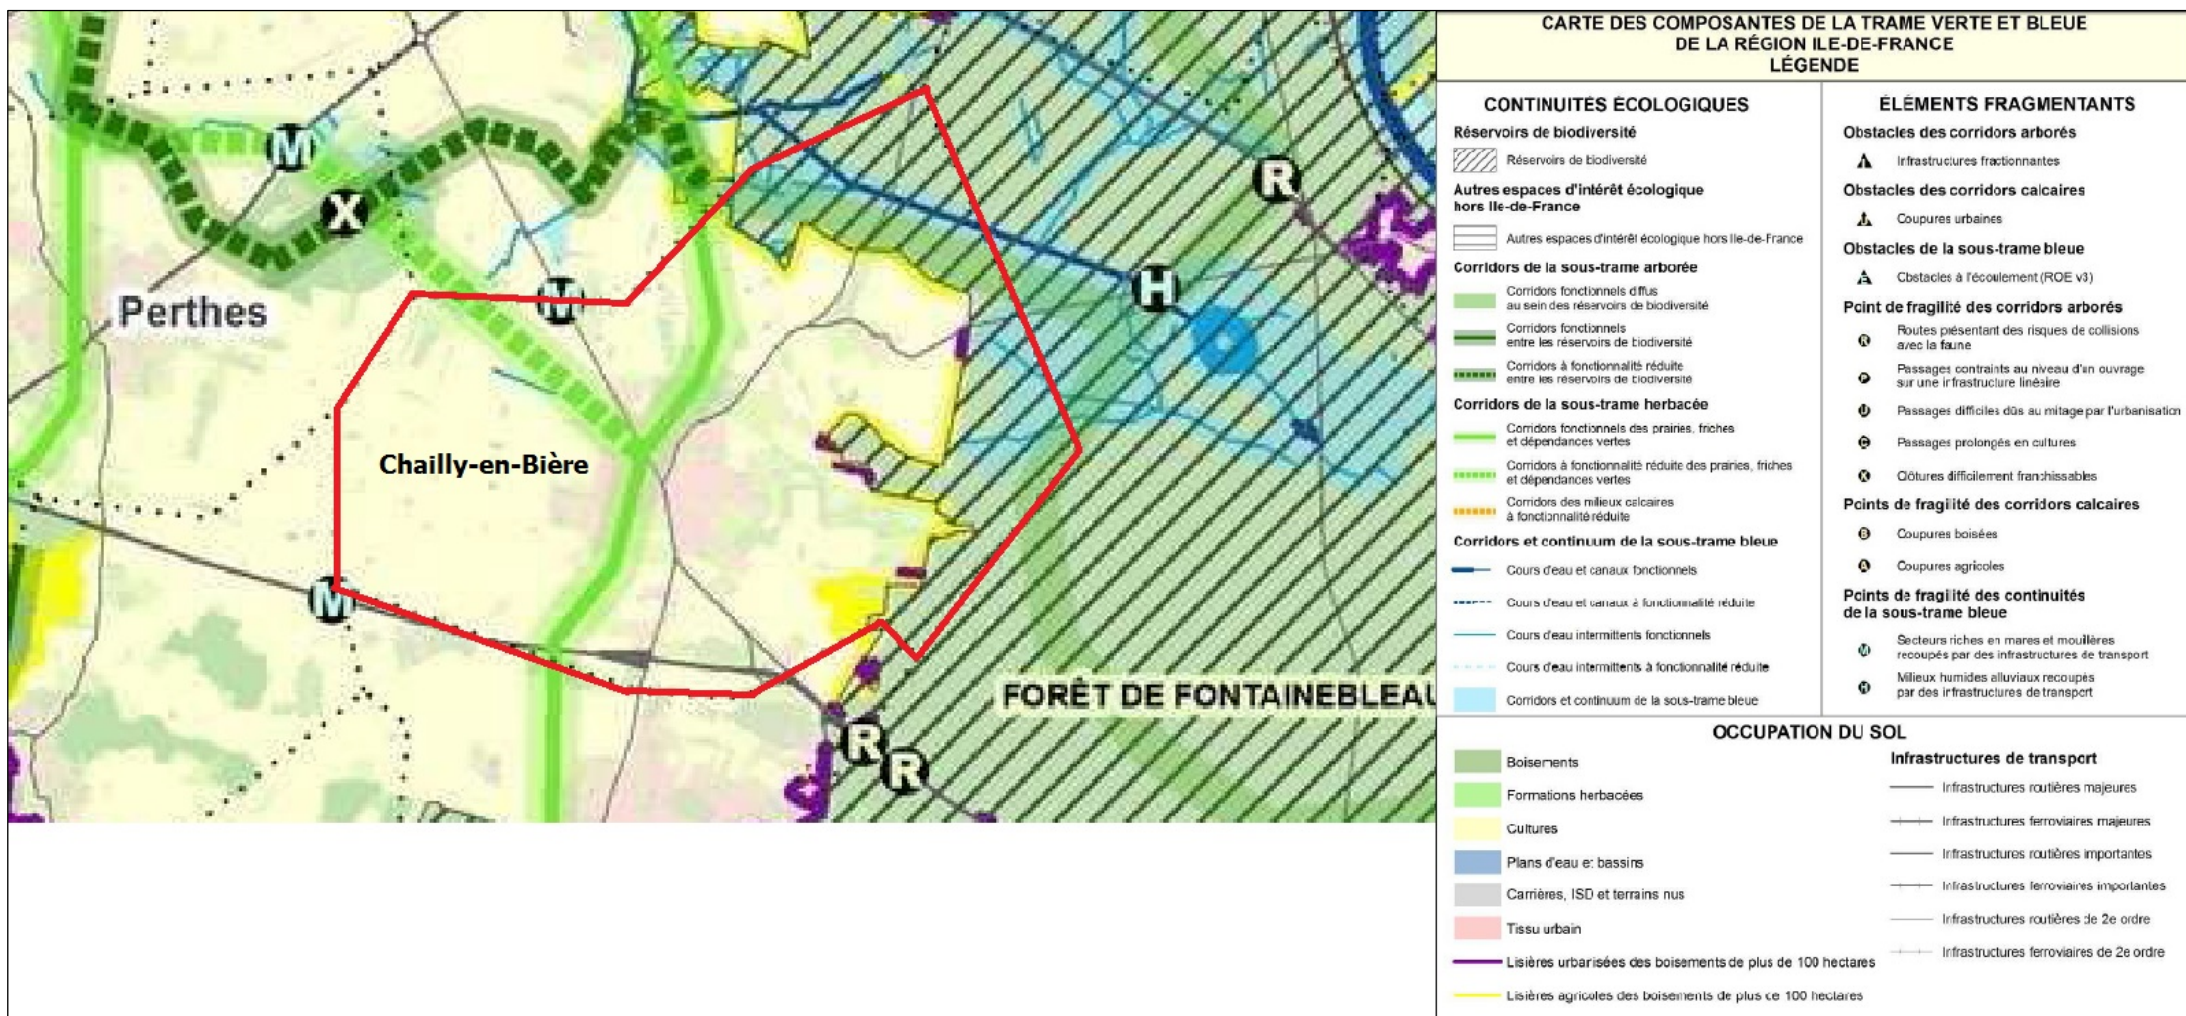 Perthes
Chailly-en-Bière
FORÊT DE FONTAINEBLEAU
M
X
M
M
R
H
R
R
CARTE DES COMPOSANTES DE LA TRAME VERTE ET BLEUE
DE LA RÉGION ILE-DE-FRANCE
LÉGENDE
CONTINUITÉS ÉCOLOGIQUES
Réservoirs de biodiversité
Réservoirs de biodiversité
Autres espaces d'intérêt écologique
hors Ile-de-France
Autres espaces d'intérêt écologique hors Ile-de-France
Corridors de la sous-trame arborée
Corridors fonctionnels diffus
au sein des réservoirs de biodiversité
Corridors fonctionnels
entre les réservoirs de biodiversité
Corridors à fonctionnalité réduite
entre les réservoirs de biodiversité
Corridors de la sous-trame herbacée
Corridors fonctionnels des prairies, friches
et dépendances vertes
Corridors à fonctionnalité réduite des prairies, friches
et dépendances vertes
Corridors des milieux calcaires
à fonctionnalité réduite
Corridors et continuum de la sous-trame bleue
Cours d'eau et canaux fonctionnels
Cours d'eau et canaux à fonctionnalité réduite
Cours d'eau intermittents fonctionnels
Cours d'eau intermittents à fonctionnalité réduite
Corridors et continuum de la sous-trame bleue
ÉLÉMENTS FRAGMENTANTS
Obstacles des corridors arborés
Infrastructures fractionnantes
Obstacles des corridors calcaires
Coupures urbaines
Obstacles de la sous-trame bleue
Obstacles à l'écoulement (ROE v3)
Point de fragilité des corridors arborés
R Routes présentant des risques de collisions
avec la faune
P Passages contraints au niveau d'un ouvrage
sur une infrastructure linéaire
U Passages difficiles dûs au mitage par l'urbanisation
C Passages prolongés en cultures
X Clôtures difficilement franchissables
Points de fragilité des corridors calcaires
B Coupures boisées
A Coupures agricoles
Points de fragilité des continuités
de la sous-trame bleue
M Secteurs riches en mares et mouillères
recoupés par des infrastructures de transport
H Milieux humides alluviaux recoupés
par des infrastructures de transport
OCCUPATION DU SOL
Boisements
Formations herbacées
Cultures
Plans d'eau et bassins
Carrières, ISD et terrains nus
Tissu urbain
Lisières urbanisées des boisements de plus de 100 hectares
Lisières agricoles des boisements de plus de 100 hectares
Infrastructures de transport
Infrastructures routières majeures
Infrastructures ferroviaires majeures
Infrastructures routières importantes
Infrastructures ferroviaires importantes
Infrastructures routières de 2e ordre
Infrastructures ferroviaires de 2e ordre